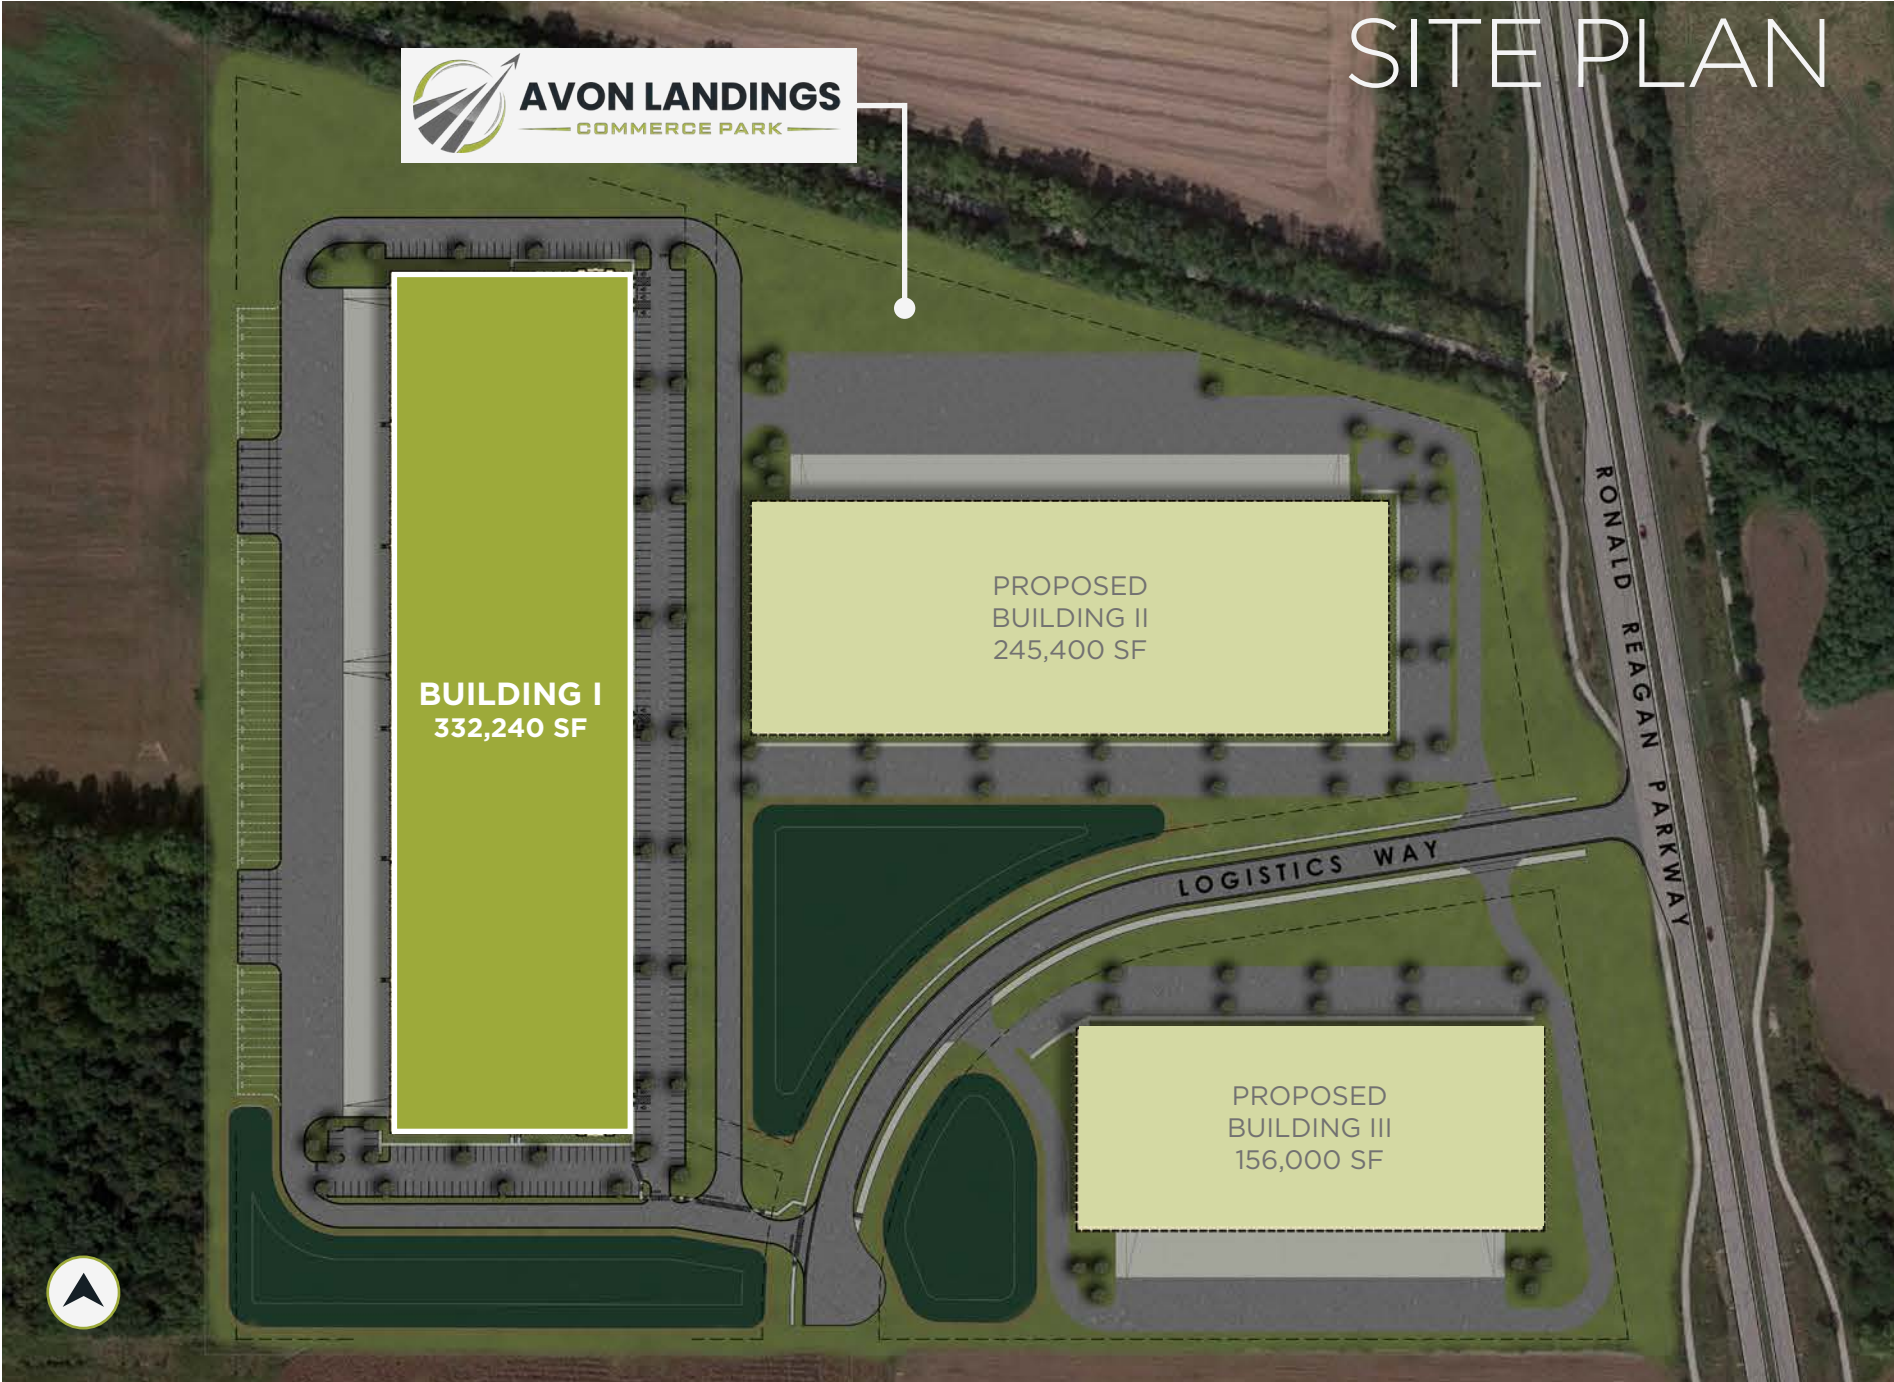 SITE PLAN
AVON LANDINGS
COMMERCE PARK
PROPOSED
BUILDING II
245,400 SF
BUILDING I
332,240 SF
RONALD REAGAN PARKWAY
LOGISTICS WAY
PROPOSED
BUILDING III
156,000 SF